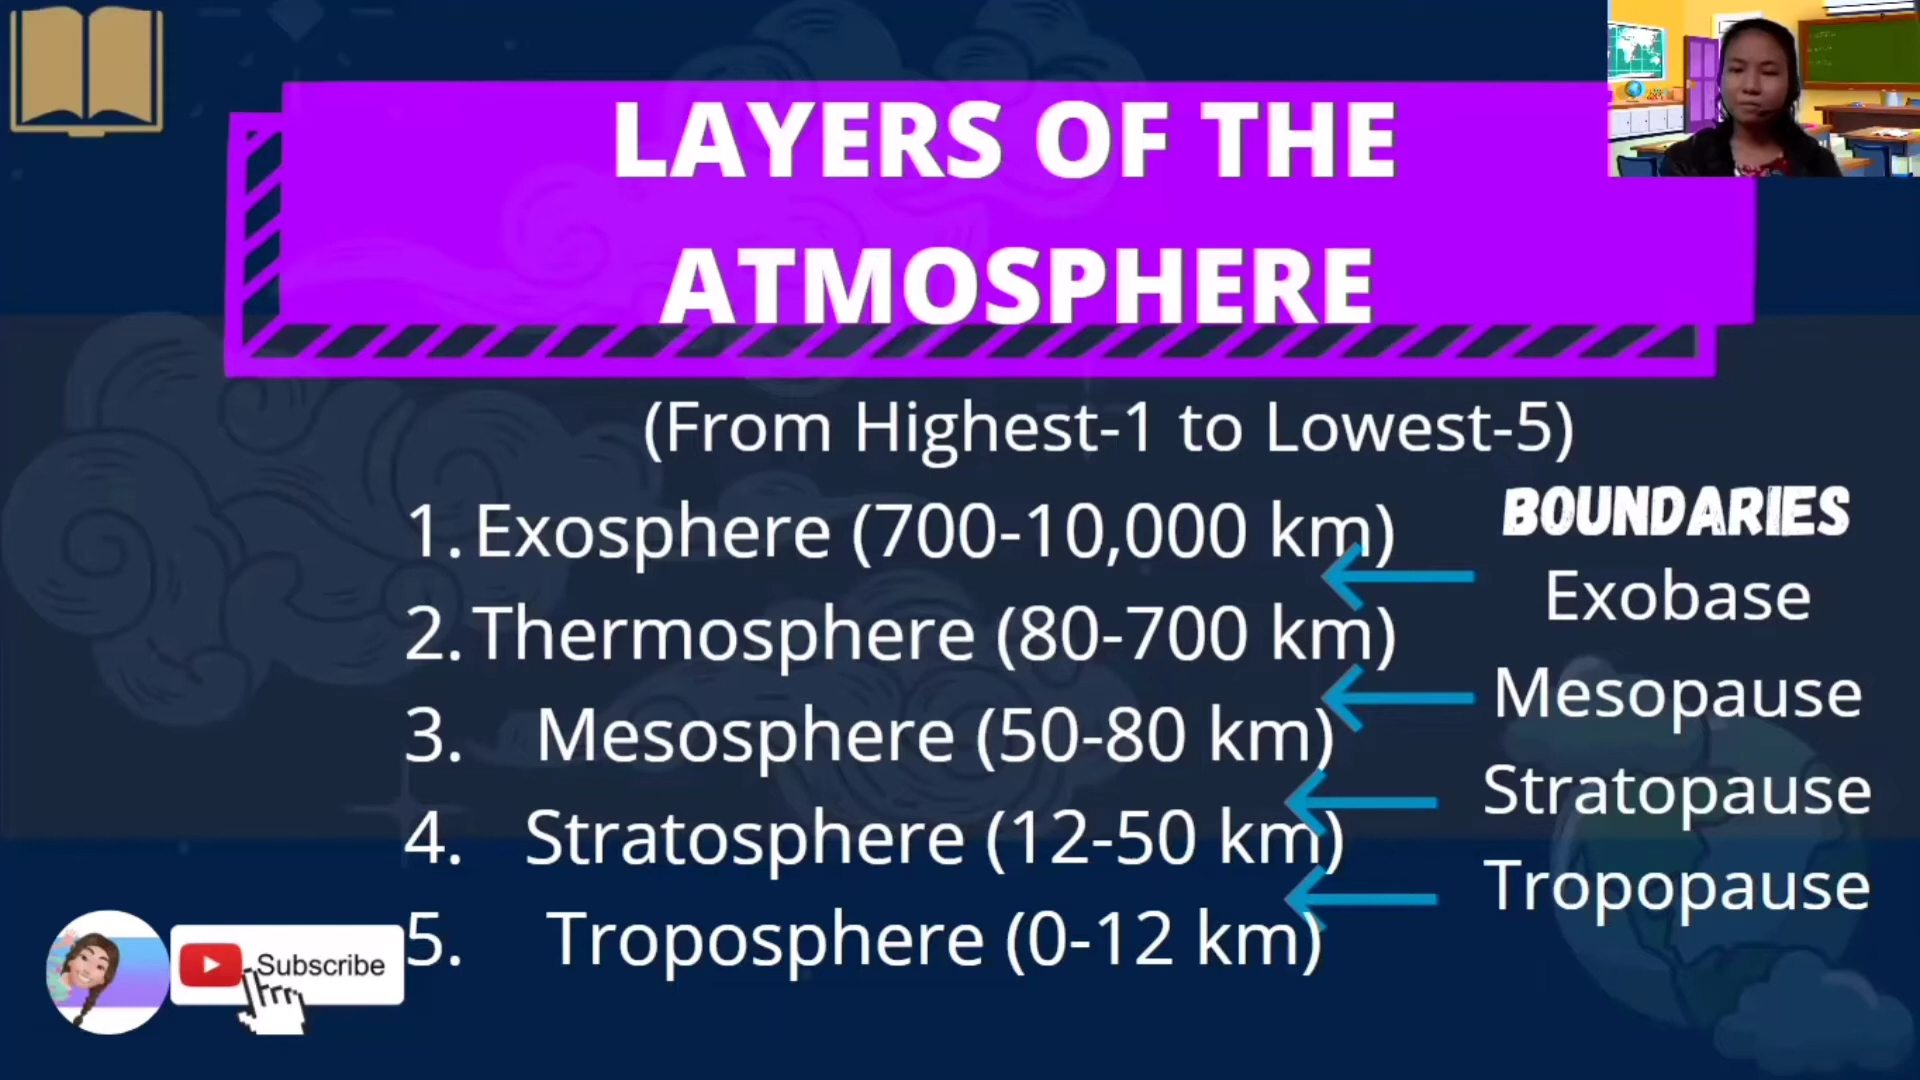 LAYERS OF THE
ATMOSPHERE
(From Highest-1 to Lowest-5)
1. Exosphere (700-10,000 km)
2. Thermosphere (80-700 km)
3. Mesosphere (50-80 km)
4. Stratosphere (12-50 km)
5. Troposphere (0-12 km)
BOUNDARIES
Exobase
Mesopause
Stratopause
Tropopause
Subscribe